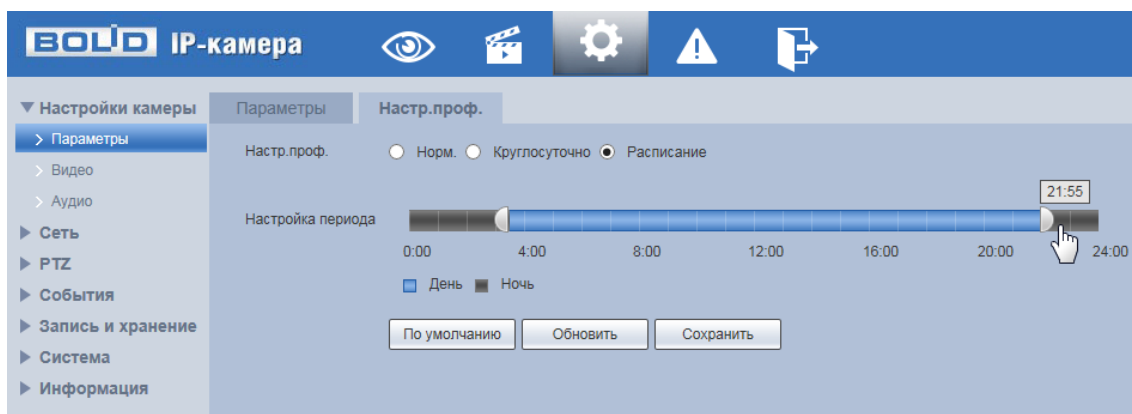 BOLID IP-камера
Настройки камеры
Параметры
Видео
Аудио
Сеть
PTZ
События
Запись и хранение
Система
Информация
Параметры Настр.проф.
Настр.проф. Норм. Круглосуточно Расписание
21:55
Настройка периода
0:00 4:00 8:00 12:00 16:00 20:00 24:00
День Ночь
По умолчанию Обновить Сохранить